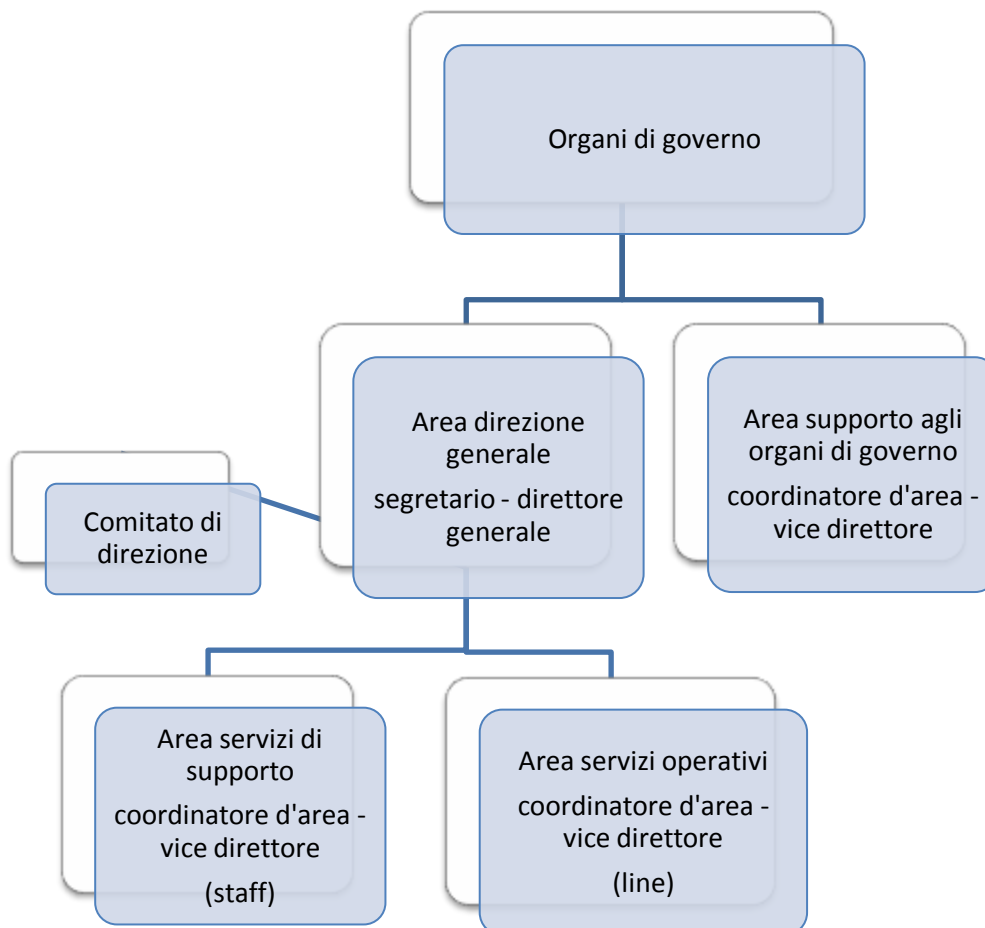 Organi di governo
Area direzione
generale
segretario - direttore
generale
Area supporto agli
organi di governo
coordinatore d'area -
vice direttore
Comitato di
direzione
Area servizi di
supporto
coordinatore d'area -
vice direttore
(staff)
Area servizi operativi
coordinatore d'area -
vice direttore
(line)